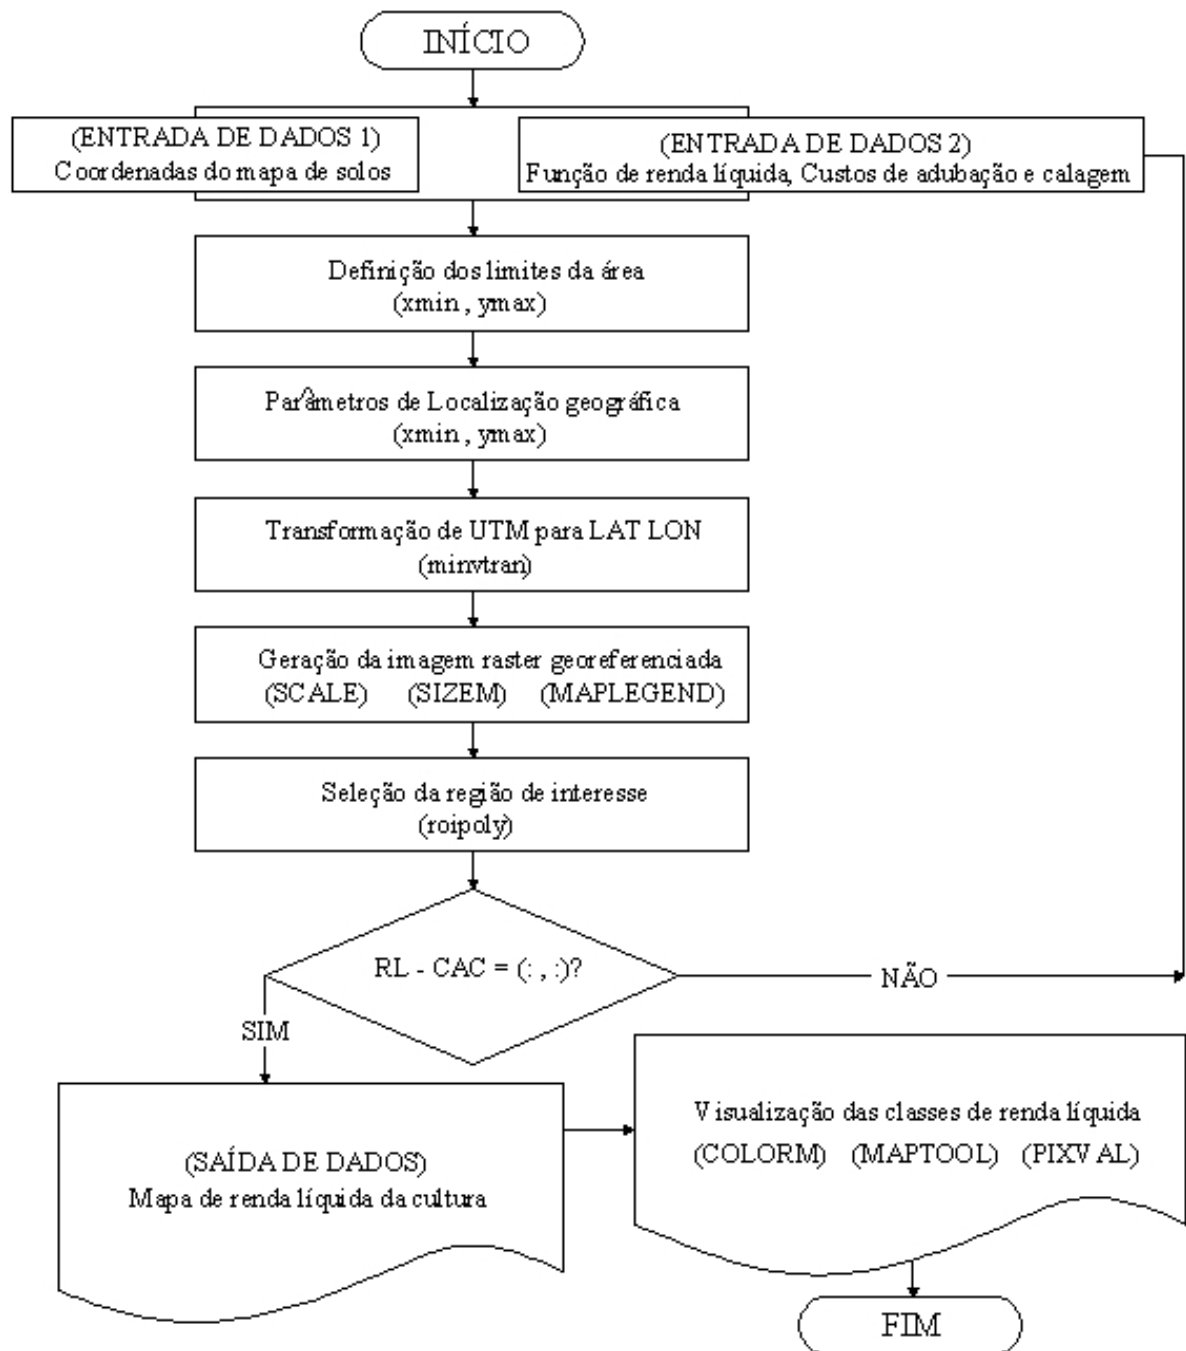 INÍCIO
(ENTRADA DE DADOS 1)
Coordenadas do mapa de solos
(ENTRADA DE DADOS 2)
Função de renda líquida, Custos de adubação e calagem
Definição dos limites da área
(xmin , ymax)
Parâmetros de Localização geográfica
(xmin , ymax)
Transformação de UTM para LAT LON
(minvtran)
Geração da imagem raster georeferenciada
(SCALE) (SIZEM) (MAPLEGEND)
Seleção da região de interesse
(roipoly)
RL - CAC = (: , :)?
NÃO
SIM
(SAÍDA DE DADOS)
Mapa de renda líquida da cultura
Visualização das classes de renda líquida
(COLORM) (MAPTOOL) (PIXVAL)
FIM